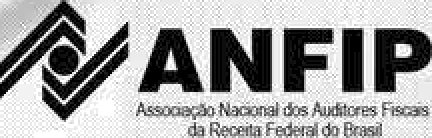 ANFIP
Associação Nacional dos Auditores Fiscais
da Receita Federal do Brasil